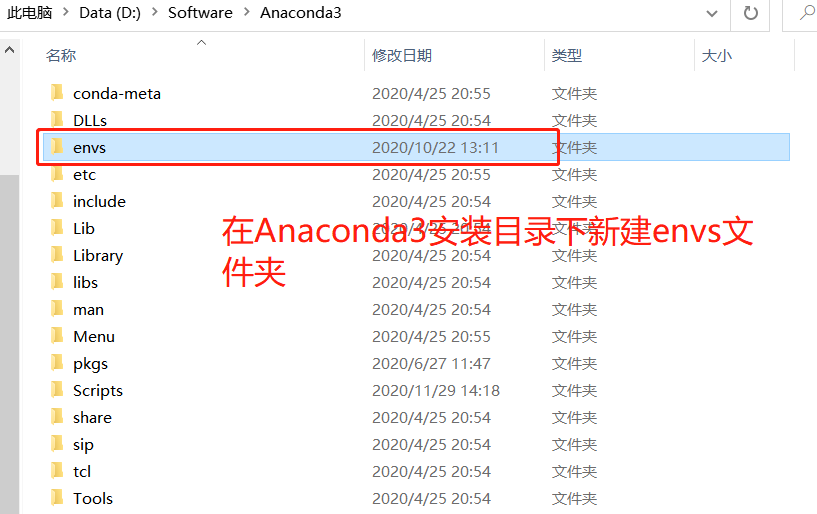 此电脑 > Data (D:) > Software > Anaconda3
名称 修改日期 类型 大小
conda-meta 2020/4/25 20:55 文件夹
DLLs 2020/4/25 20:54 文件夹
envs 2020/10/22 13:11 文件夹
etc 2020/4/25 20:55 文件夹
include 2020/4/25 20:54 文件夹
Lib 2020/4/25 20:54 文件夹
在Anaconda3安装目录下新建envs文
件夹
Library 2020/4/25 20:54 文件夹
libs 2020/4/25 20:54 文件夹
man 2020/4/25 20:54 文件夹
Menu 2020/4/25 20:55 文件夹
pkgs 2020/6/27 11:47 文件夹
Scripts 2020/11/29 14:18 文件夹
share 2020/4/25 20:54 文件夹
sip 2020/4/25 20:54 文件夹
tcl 2020/4/25 20:54 文件夹
Tools 2020/4/25 20:54 文件夹